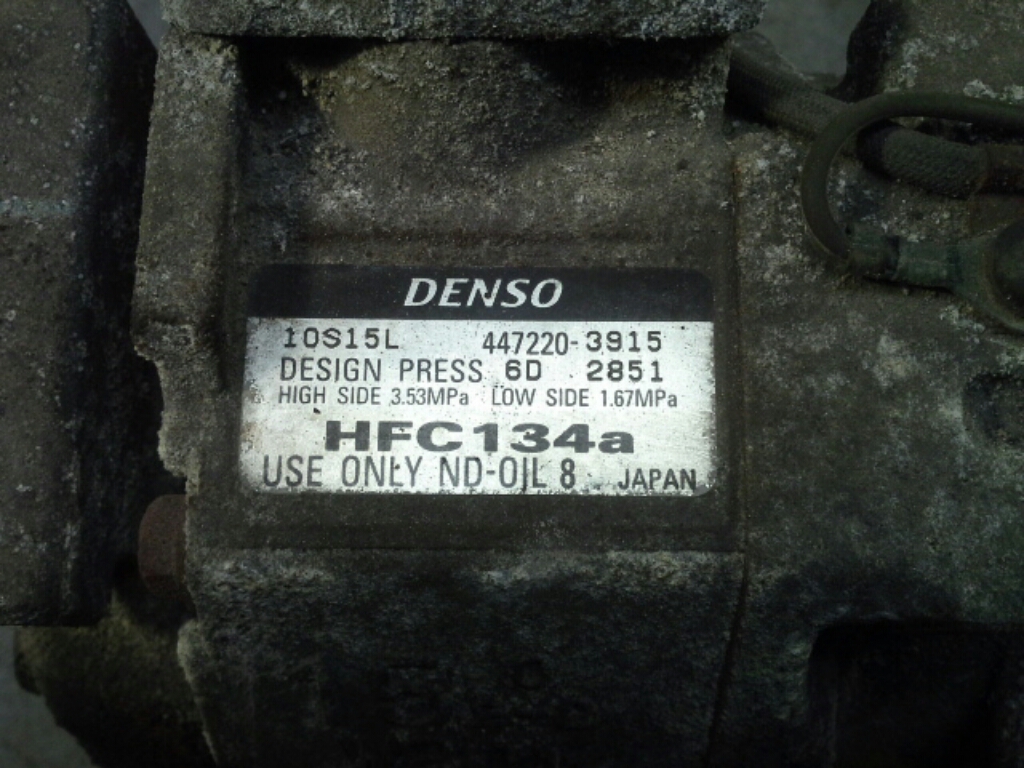 DENSO
10S15L 447220-3915
DESIGN PRESS 6D 2851
HIGH SIDE 3.53MPa LOW SIDE 1.67MPa
HFC134a
USE ONLY ND-OIL 8 JAPAN